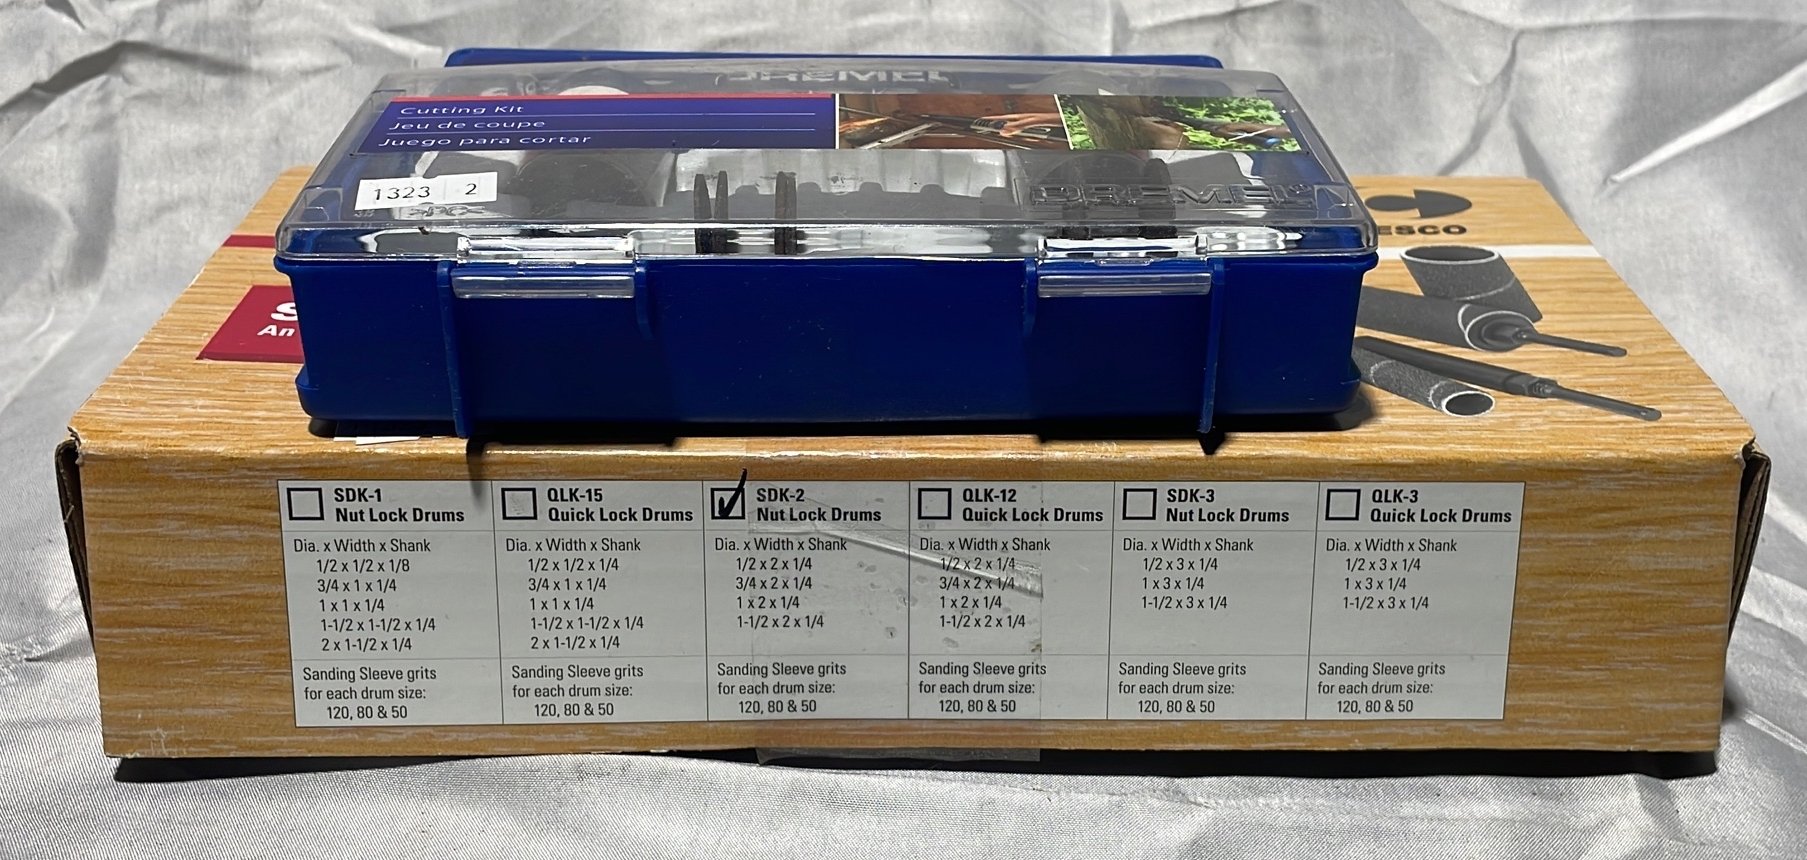 DREMEL
Cutting Kit
Jeu de coupe
Juego para cortar
1323 2
DREMEL®
ESCO
An
SDK-1
Nut Lock Drums
Dia. x Width x Shank
1/2 x 1/2 x 1/8
3/4 x 1 x 1/4
1 x 1 x 1/4
1-1/2 x 1-1/2 x 1/4
2 x 1-1/2 x 1/4
Sanding Sleeve grits
for each drum size:
120, 80 & 50
QLK-15
Quick Lock Drums
Dia. x Width x Shank
1/2 x 1/2 x 1/4
3/4 x 1 x 1/4
1 x 1 x 1/4
1-1/2 x 1-1/2 x 1/4
2 x 1-1/2 x 1/4
Sanding Sleeve grits
for each drum size:
120, 80 & 50
SDK-2
Nut Lock Drums
Dia. x Width x Shank
1/2 x 2 x 1/4
3/4 x 2 x 1/4
1 x 2 x 1/4
1-1/2 x 2 x 1/4
Sanding Sleeve grits
for each drum size:
120, 80 & 50
QLK-12
Quick Lock Drums
Dia. x Width x Shank
1/2 x 2 x 1/4
3/4 x 2 x 1/4
1 x 2 x 1/4
1-1/2 x 2 x 1/4
Sanding Sleeve grits
for each drum size:
120, 80 & 50
SDK-3
Nut Lock Drums
Dia. x Width x Shank
1/2 x 3 x 1/4
1 x 3 x 1/4
1-1/2 x 3 x 1/4
Sanding Sleeve grits
for each drum size:
120, 80 & 50
QLK-3
Quick Lock Drums
Dia. x Width x Shank
1/2 x 3 x 1/4
1 x 3 x 1/4
1-1/2 x 3 x 1/4
Sanding Sleeve grits
for each drum size:
120, 80 & 50